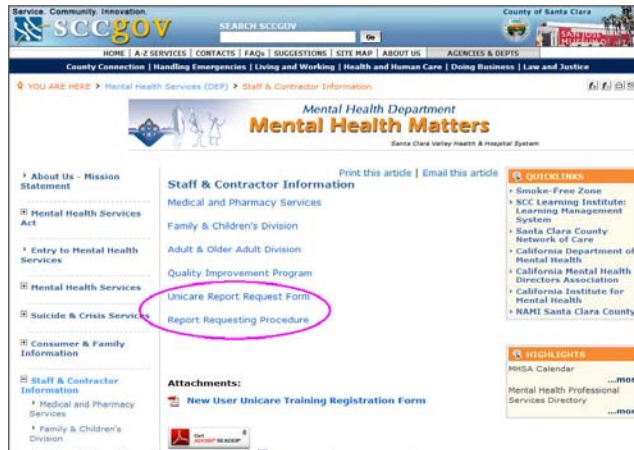 Service. Community. Innovation.
County of Santa Clara
SCCGOV
SEARCH SCCGOV
Go
HOME | A-Z SERVICES | CONTACTS | FAQs | SUGGESTIONS | SITE MAP | ABOUT US
AGENCIES & DEPTS
County Connection | Handling Emergencies | Living and Working | Health and Human Care | Doing Business | Law and Justice
YOU ARE HERE > Mental Health Services (DEP) > Staff & Contractor Information
Mental Health Department
Mental Health Matters
Santa Clara Valley Health & Hospital System
Print this article | Email this article
About Us - Mission
Statement
Mental Health Services
Act
Entry to Mental Health
Services
Mental Health Services
Suicide & Crisis Services
Consumer & Family
Information
Staff & Contractor
Information
Medical and Pharmacy
Services
Family & Children's
Division
Staff & Contractor Information
Medical and Pharmacy Services
Family & Children's Division
Adult & Older Adult Division
Quality Improvement Program
Unicare Report Request Form
Report Requesting Procedure
Attachments:
New User Unicare Training Registration Form
Get
ADOBE® READER®
QUICKLINKS
Smoke-Free Zone
SCC Learning Institute:
Learning Management
System
Santa Clara County
Network of Care
California Department of
Mental Health
California Mental Health
Directors Association
California Institute for
Mental Health
NAMI Santa Clara County
HIGHLIGHTS
MHSA Calendar
...mor
Mental Health Professional
Services Directory
...mor